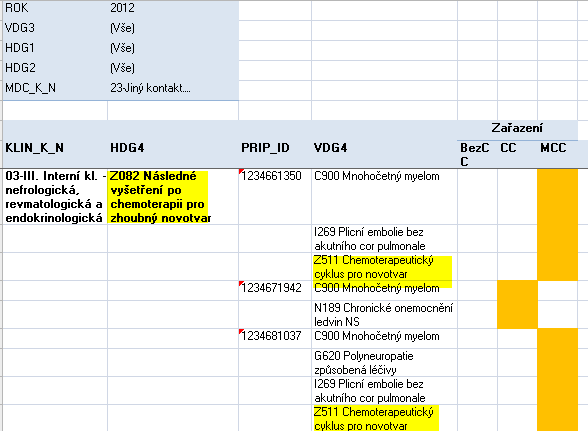 ROK 2012
VDG3 (Vše)
HDG1 (Vše)
HDG2 (Vše)
MDC_K_N 23-Jiný kontakt....
Zařazení
KLIN_K_N HDG4 PRIP_ID VDG4 BezC CC MCC
C
03-III. Interní kl. - Z082 Následné 1234661350 C900 Mnohočetný myelom
nefrologická, vyšetření po
revmatologická a chemoterapii pro
endokrinologická zhoubný novotvar
I269 Plicní embolie bez
akutního cor pulmonale
Z511 Chemoterapeutický
cyklus pro novotvar
1234671942 C900 Mnohočetný myelom
N189 Chronické onemocnění
ledvin NS
1234681037 C900 Mnohočetný myelom
G620 Polyneuropatie
způsobená léčivy
I269 Plicní embolie bez
akutního cor pulmonale
Z511 Chemoterapeutický
cyklus pro novotvar